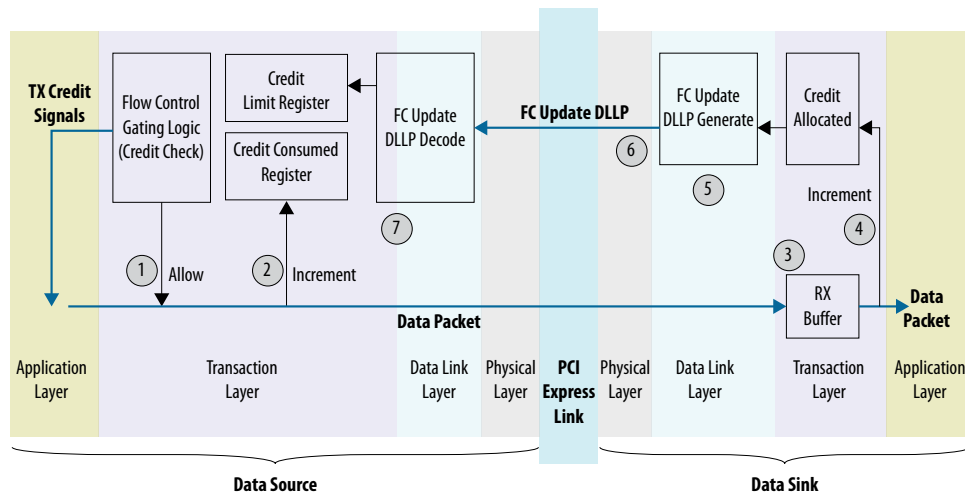 TX Credit
Signals
Flow Control
Gating Logic
(Credit Check)
Credit
Limit Register
Credit Consumed
Register
FC Update
DLLP Decode
FC Update DLLP
FC Update
DLLP Generate
Credit
Allocated
6
5
Increment
4
7
3
1
Allow
2
Increment
RX
Buffer
Data
Packet
Data Packet
Application
Layer
Transaction
Layer
Data Link
Layer
Physical
Layer
PCI
Express
Link
Physical
Layer
Data Link
Layer
Transaction
Layer
Application
Layer
Data Source
Data Sink